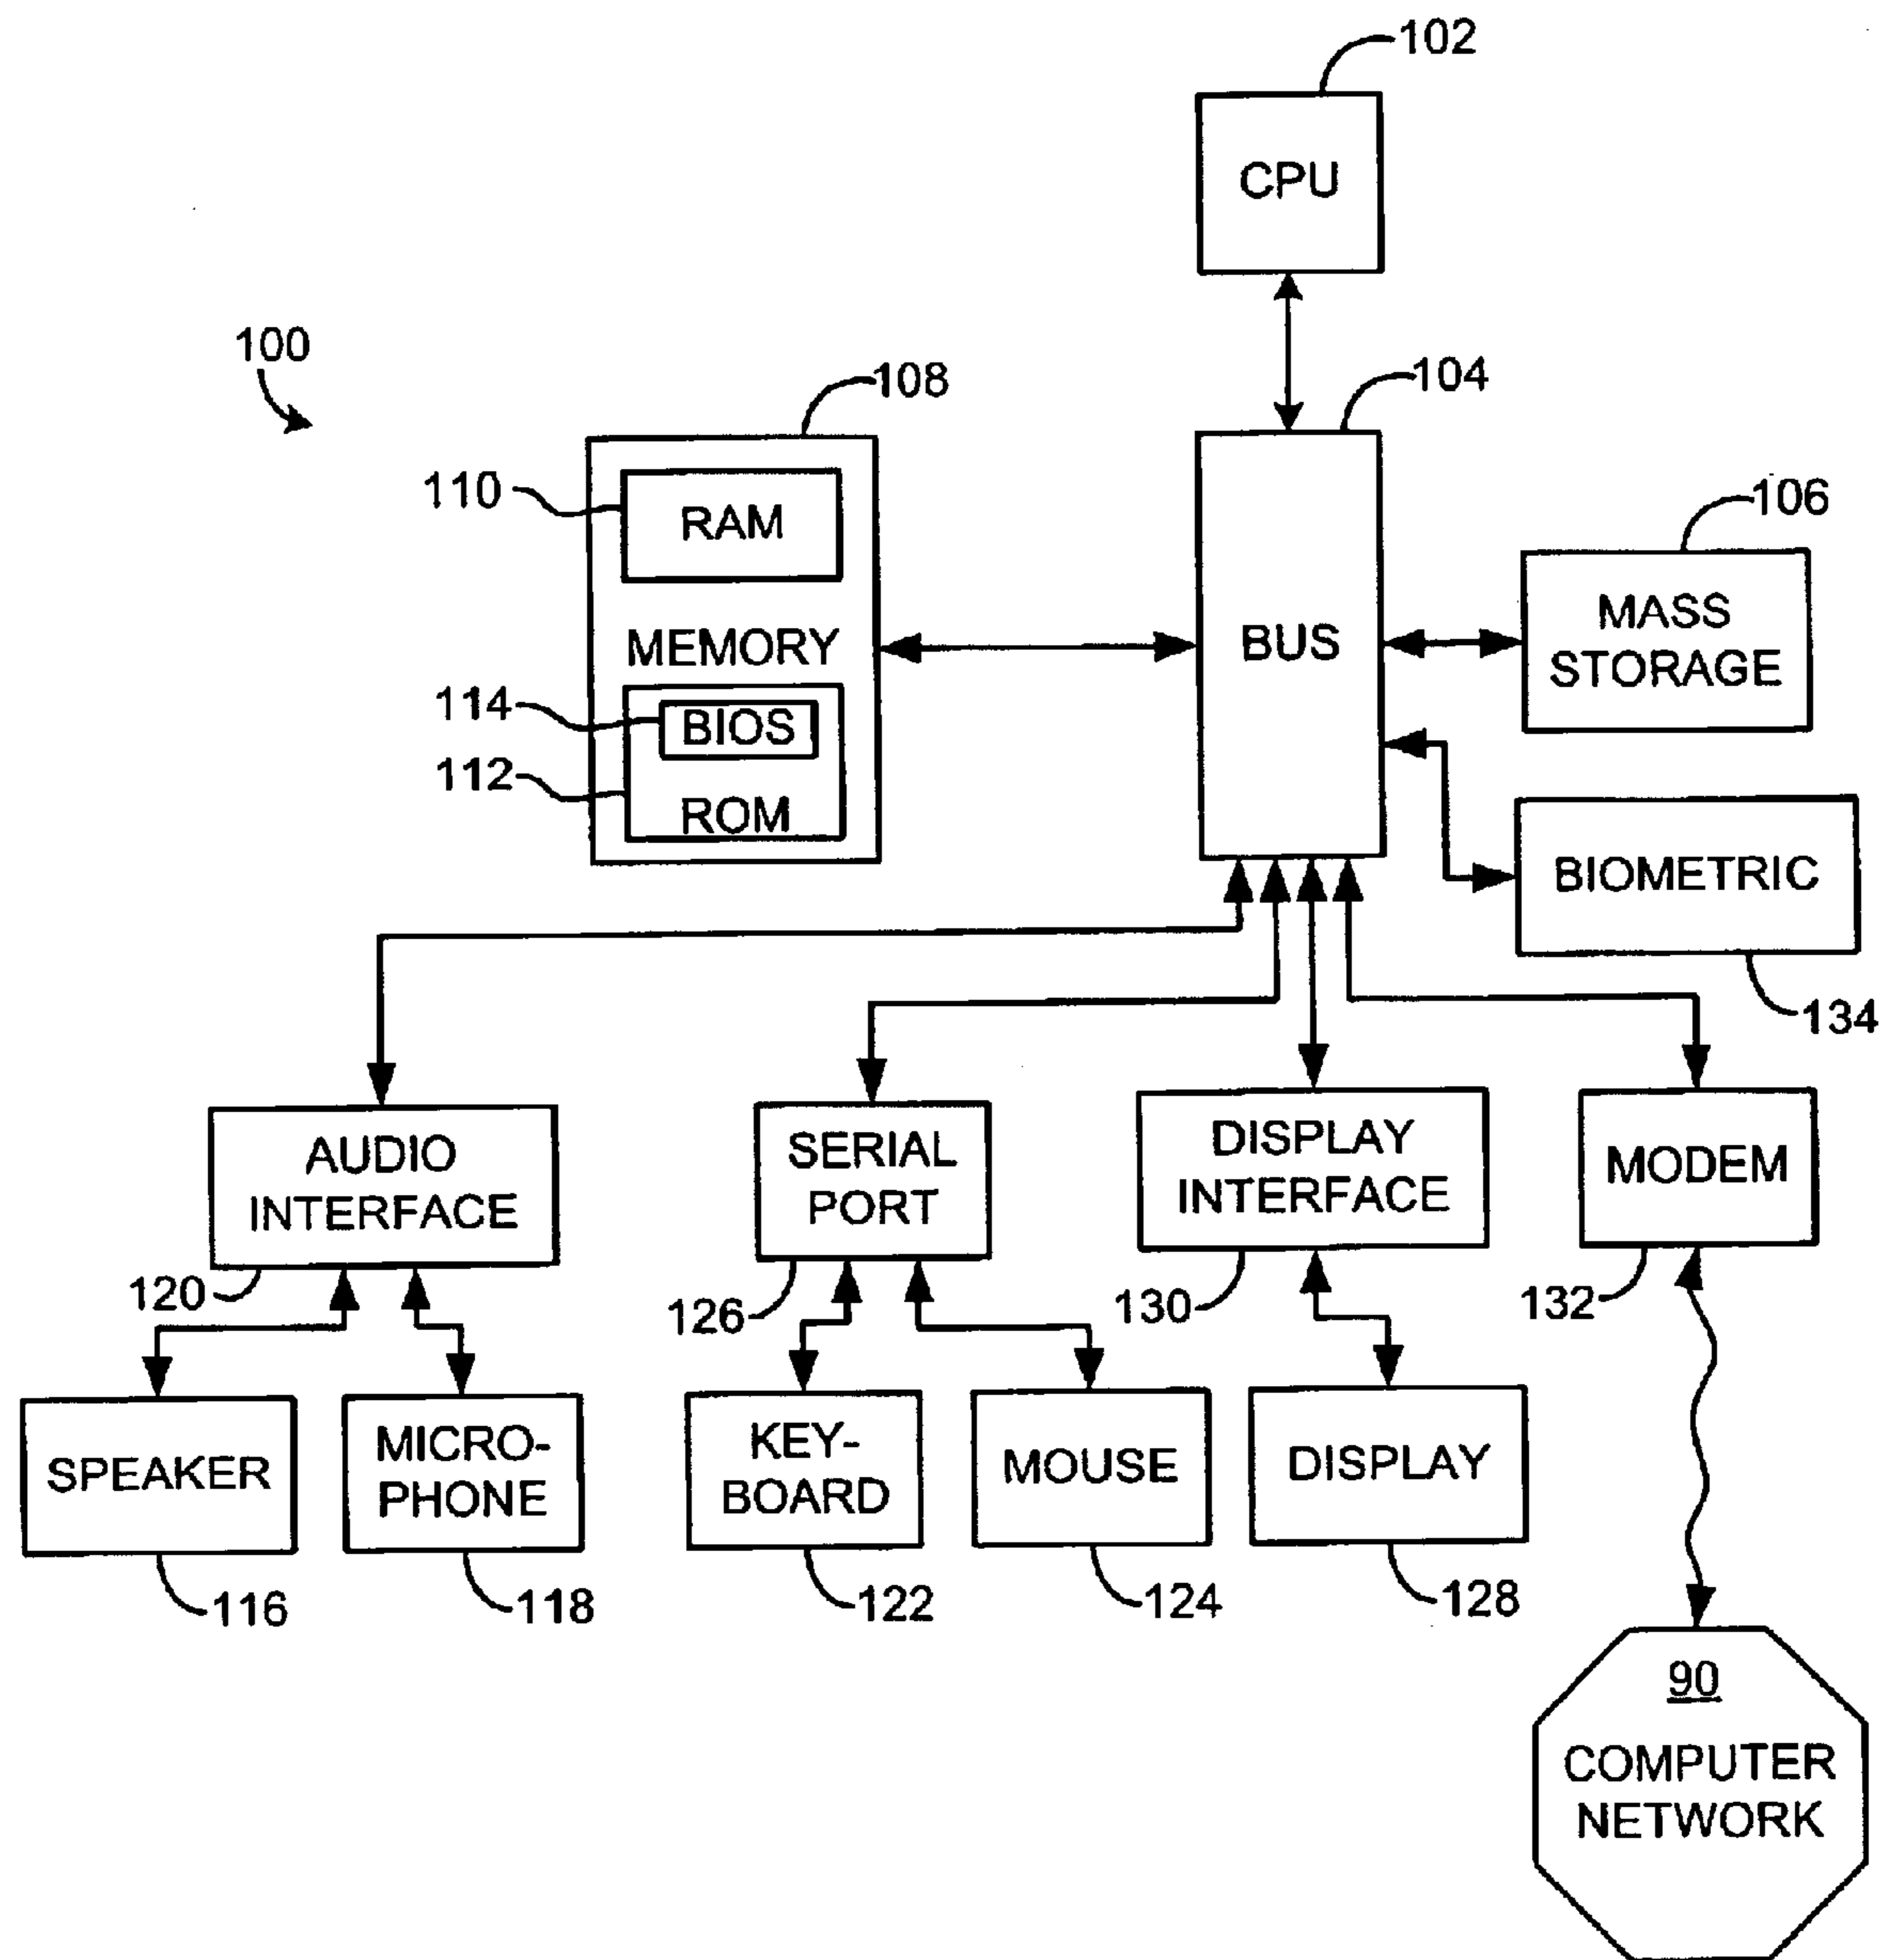 102
CPU
100
108
104
110
RAM
106
MEMORY
BUS
MASS
STORAGE
114
BIOS
112
ROM
BIOMETRIC
134
AUDIO
INTERFACE
SERIAL
PORT
DISPLAY
INTERFACE
MODEM
120
126
130
132
SPEAKER
MICRO-
PHONE
KEY-
BOARD
MOUSE
DISPLAY
116
118
122
124
128
90
COMPUTER
NETWORK